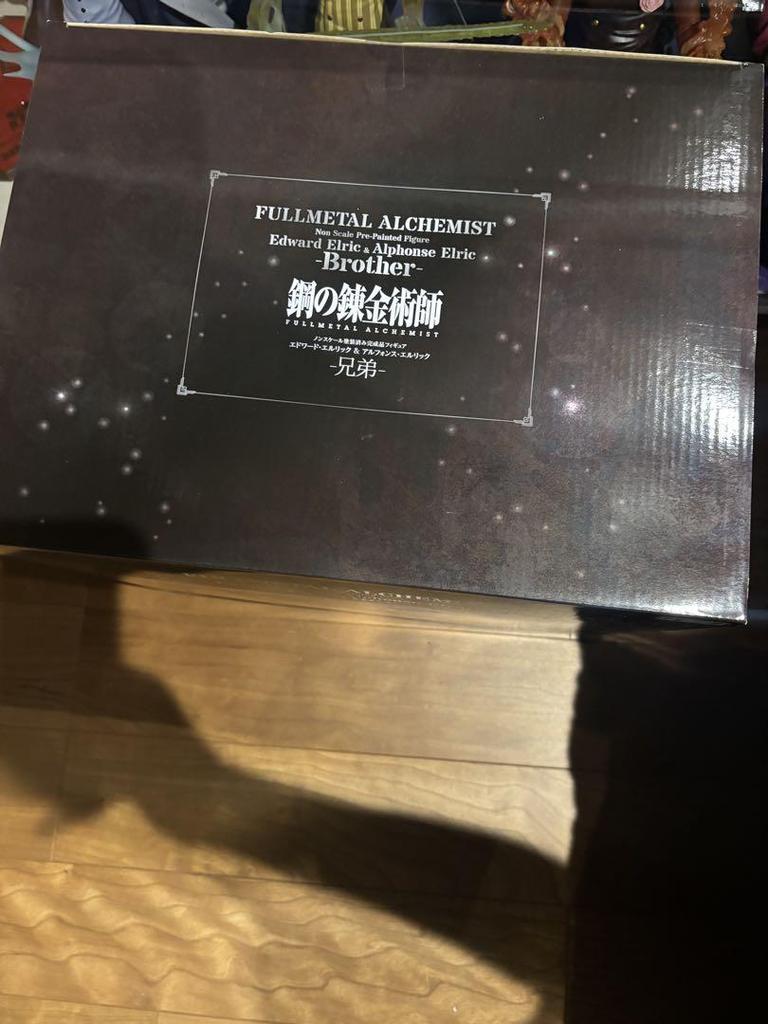 FULLMETAL ALCHEMIST
Non Scale Pre-Painted Figure
Edward Elric & Alphonse Elric
-Brother-
鋼の錬金術師
FULLMETAL ALCHEMIST
ノンスケール塗装済み完成品フィギュア
エドワード・エルリック & アルフォンス・エルリック
-兄弟-